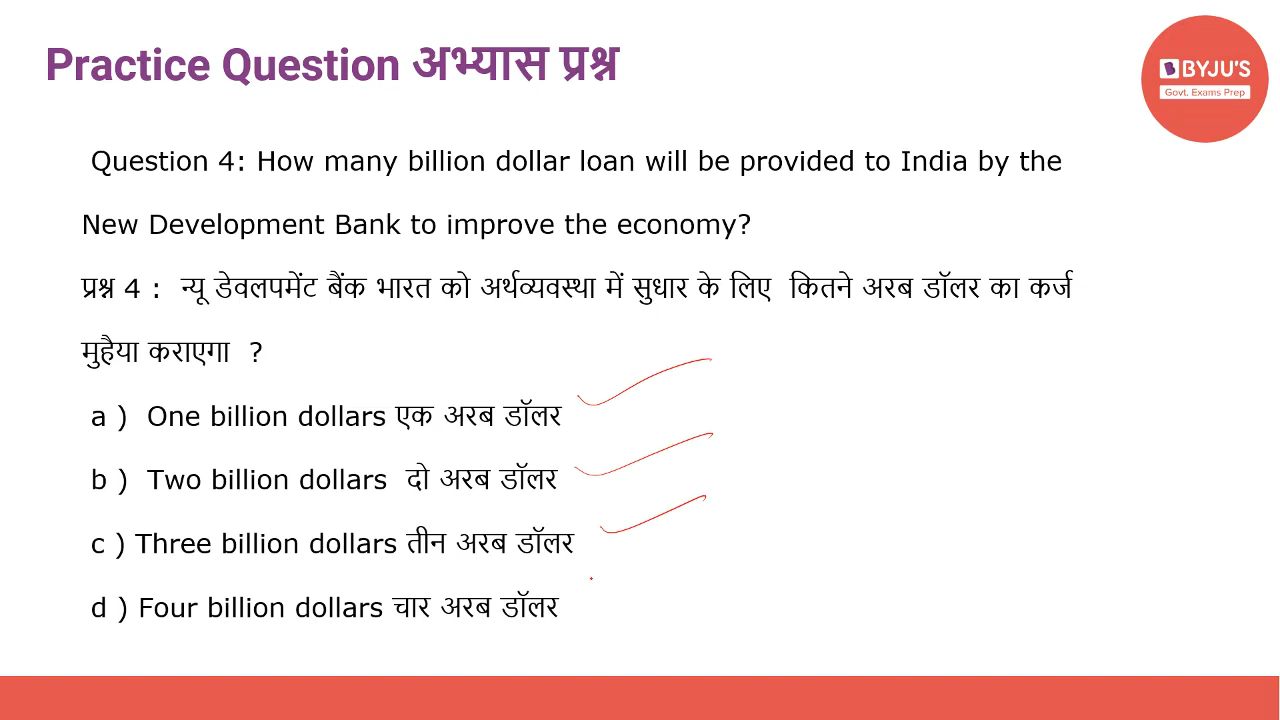 Practice Question अभ्यास प्रश्न
BYJU'S
Govt. Exams Prep
Question 4: How many billion dollar loan will be provided to India by the
New Development Bank to improve the economy?
प्रश्न 4 : न्यू डेवलपमेंट बैंक भारत को अर्थव्यवस्था में सुधार के लिए कितने अरब डॉलर का कर्ज
मुहैया कराएगा ?
a ) One billion dollars एक अरब डॉलर
b ) Two billion dollars दो अरब डॉलर
c ) Three billion dollars तीन अरब डॉलर
d ) Four billion dollars चार अरब डॉलर